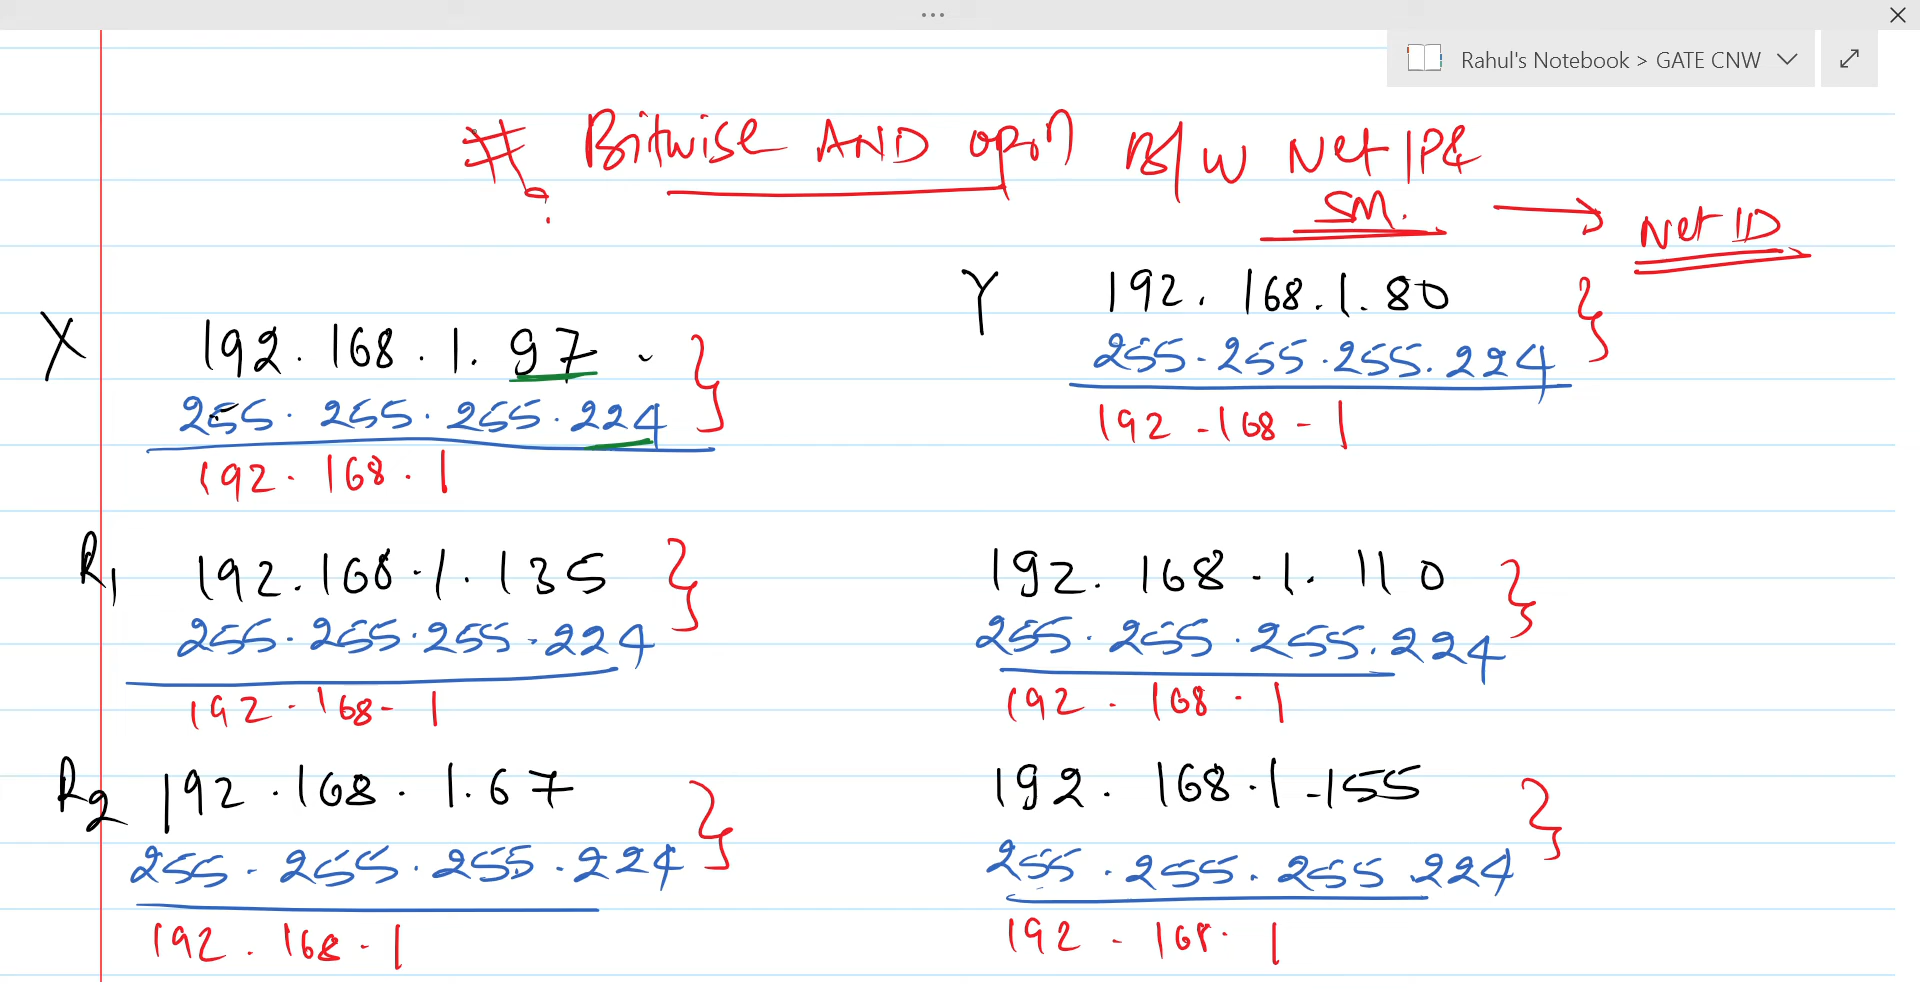 Rahul's Notebook > GATE CNW
# Bitwise AND oprn B/W Net IP &
SM. → Net ID
X 192.168.1.97
255.255.255.224
192.168.1
Y 192.168.1.80
255.255.255.224
192.168.1
R1 192.168.1.135
255.255.255.224
192.168.1
192.168.1.110
255.255.255.224
192.168.1
R2 192.168.1.67
255.255.255.224
192.168.1
192.168.1.155
255.255.255.224
192.168.1